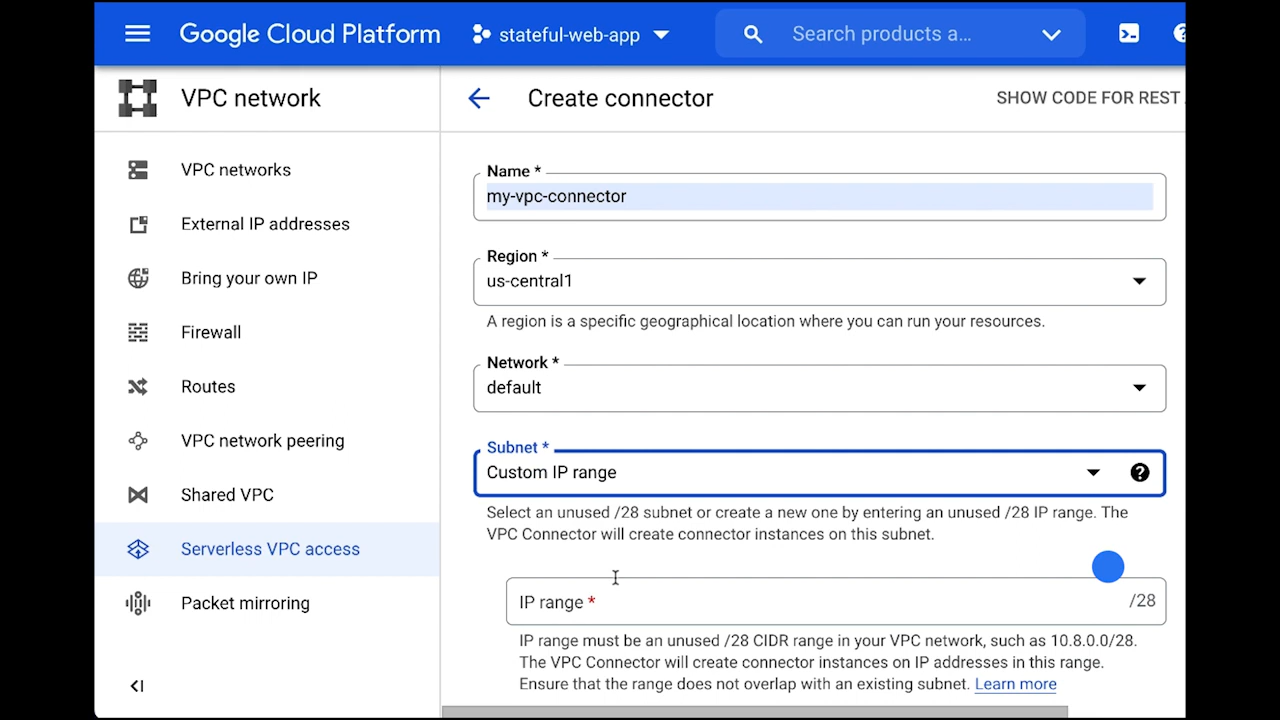 Google Cloud Platform
stateful-web-app
Search products a...
?
VPC network
Create connector
SHOW CODE FOR REST
VPC networks
External IP addresses
Bring your own IP
Firewall
Routes
VPC network peering
Shared VPC
Serverless VPC access
Packet mirroring
Name *
my-vpc-connector
Region *
us-central1
A region is a specific geographical location where you can run your resources.
Network *
default
Subnet *
Custom IP range
?
Select an unused /28 subnet or create a new one by entering an unused /28 IP range. The
VPC Connector will create connector instances on this subnet.
IP range *
/28
IP range must be an unused /28 CIDR range in your VPC network, such as 10.8.0.0/28.
The VPC Connector will create connector instances on IP addresses in this range.
Ensure that the range does not overlap with an existing subnet. Learn more